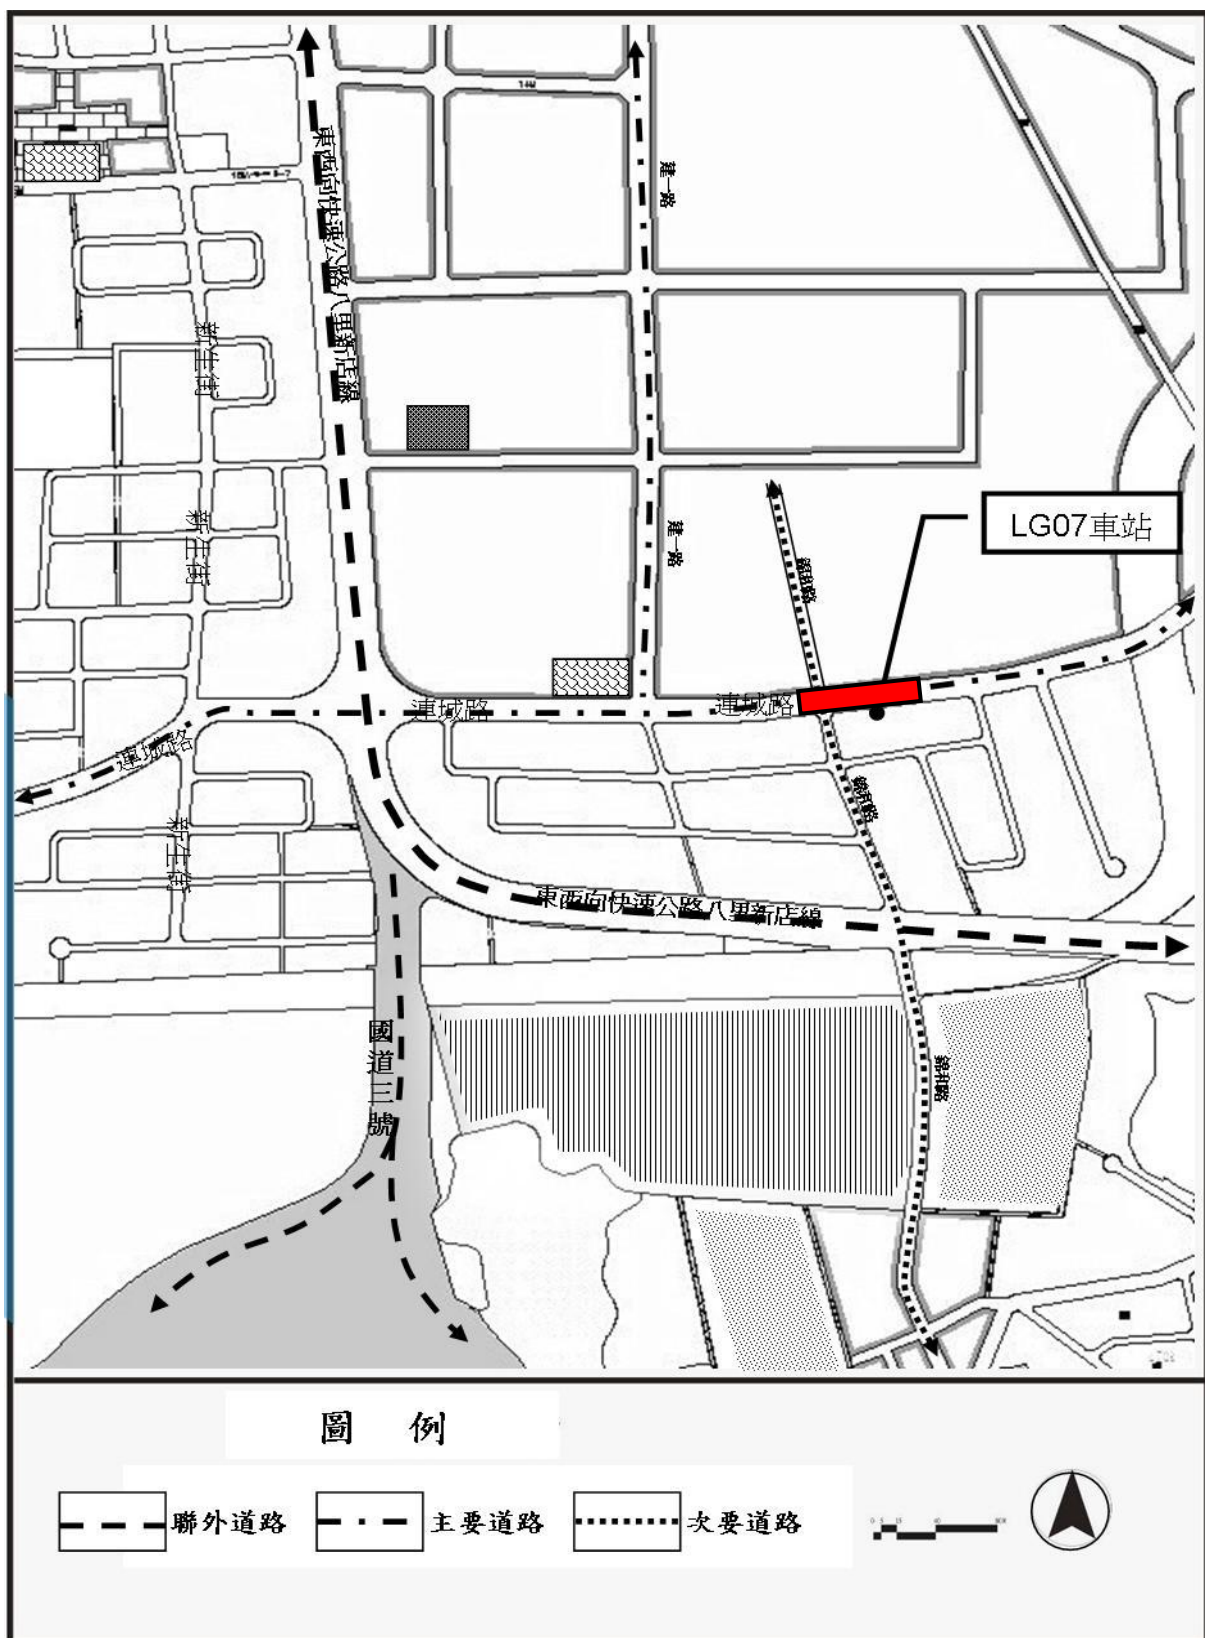 東西向快速公路八里新店線
建一路
新生街
新生街
建一路
LG07車站
錦和路
連城路
連城路
連城路
錦和路
新生街
東西向快速公路八里新店線
國道三號
錦和路
圖 例
聯外道路
主要道路
次要道路